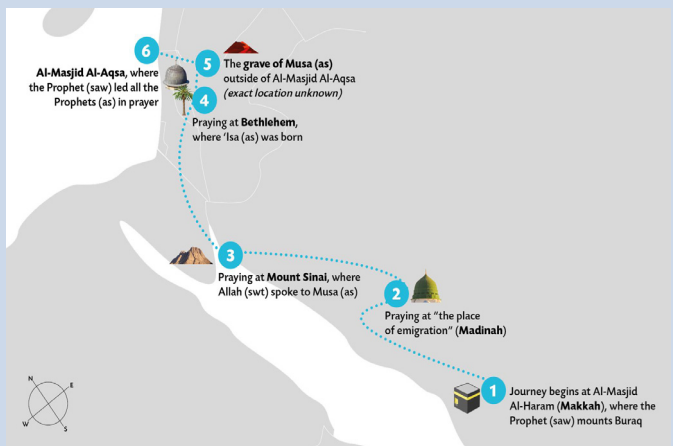 6
Al-Masjid Al-Aqsa, where
the Prophet (saw) led all the
Prophets (as) in prayer
5
The grave of Musa (as)
outside of Al-Masjid Al-Aqsa
(exact location unknown)
4
Praying at Bethlehem,
where ‘Isa (as) was born
3
Praying at Mount Sinai, where
Allah (swt) spoke to Musa (as)
2
Praying at “the place
of emigration” (Madinah)
1
Journey begins at Al-Masjid
Al-Haram (Makkah), where the
Prophet (saw) mounts Buraq
N
E
W
S